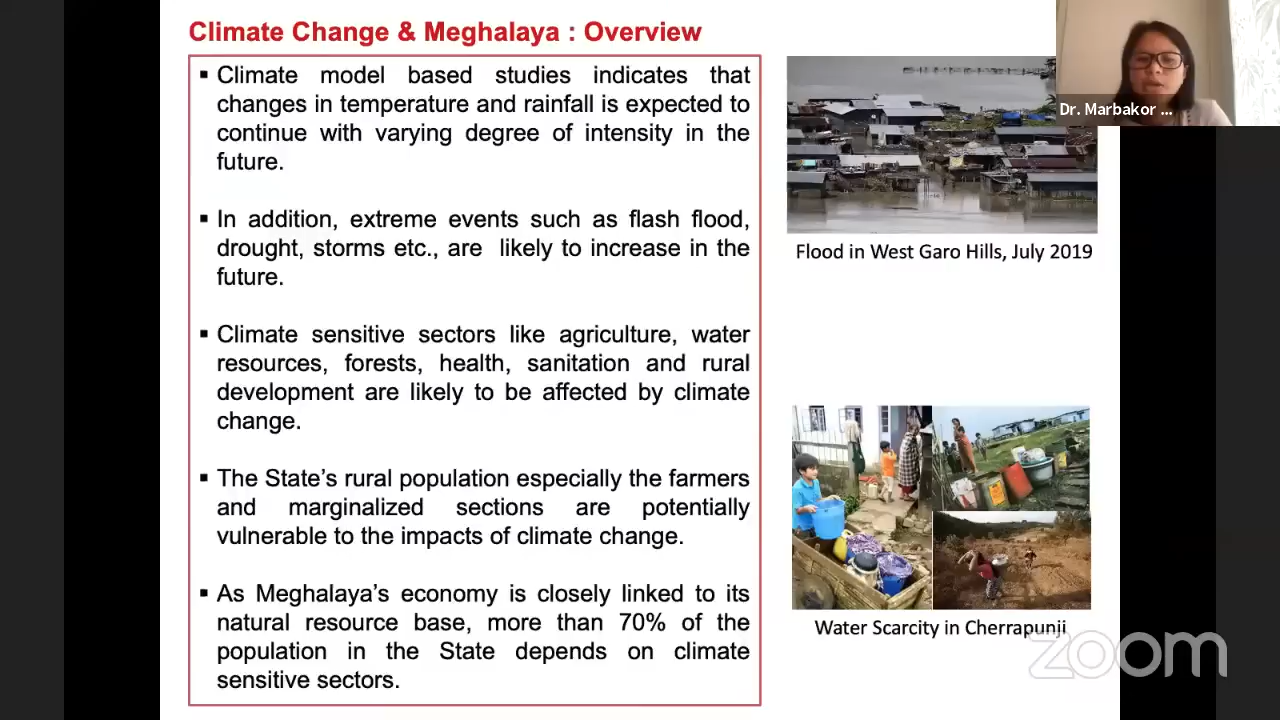 Climate Change & Meghalaya : Overview
▪ Climate model based studies indicates that
changes in temperature and rainfall is expected to
continue with varying degree of intensity in the
future.
▪ In addition, extreme events such as flash flood,
drought, storms etc., are likely to increase in the
future.
▪ Climate sensitive sectors like agriculture, water
resources, forests, health, sanitation and rural
development are likely to be affected by climate
change.
▪ The State’s rural population especially the farmers
and marginalized sections are potentially
vulnerable to the impacts of climate change.
▪ As Meghalaya’s economy is closely linked to its
natural resource base, more than 70% of the
population in the State depends on climate
sensitive sectors.
Dr. Marbakor ...
Flood in West Garo Hills, July 2019
Water Scarcity in Cherrapunji
zoom